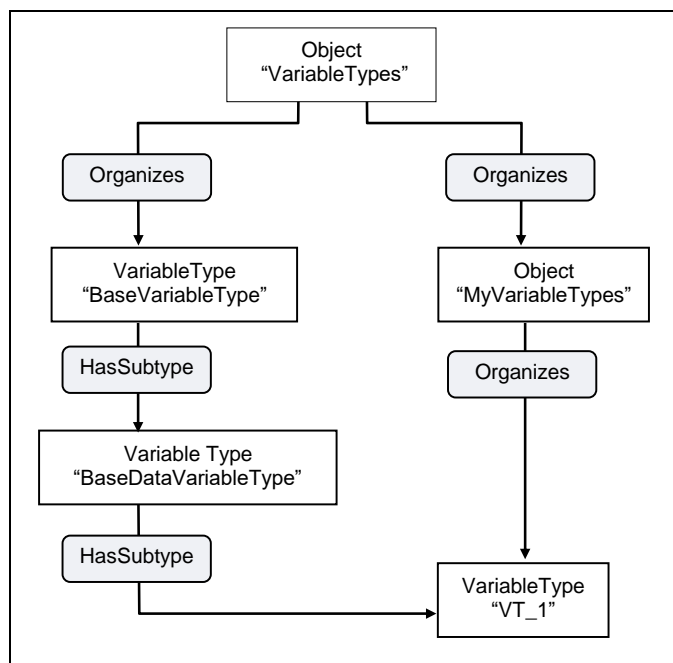 Object
“VariableTypes”
Organizes
Organizes
VariableType
“BaseVariableType”
Object
“MyVariableTypes”
HasSubtype
Organizes
Variable Type
“BaseDataVariableType”
HasSubtype
VariableType
“VT_1”